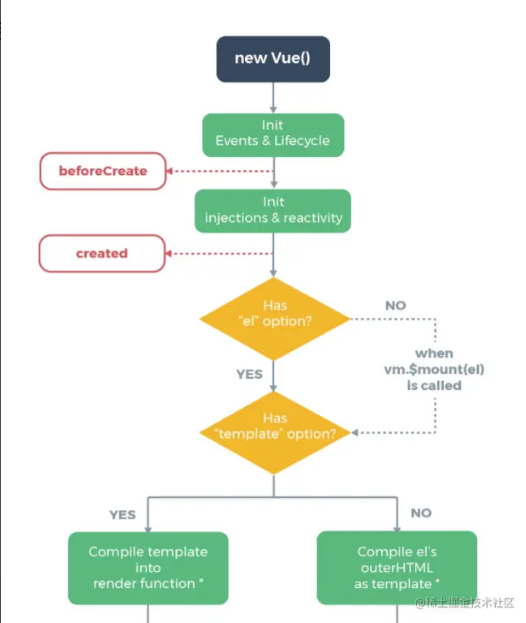 new Vue()
Init
Events & Lifecycle
beforeCreate
Init
injections & reactivity
created
Has
"el" option?
NO
when
vm.$mount(el)
is called
YES
Has
"template" option?
YES
NO
Compile template
into
render function *
Compile el's
outerHTML
as template *
@稀土掘金技术社区